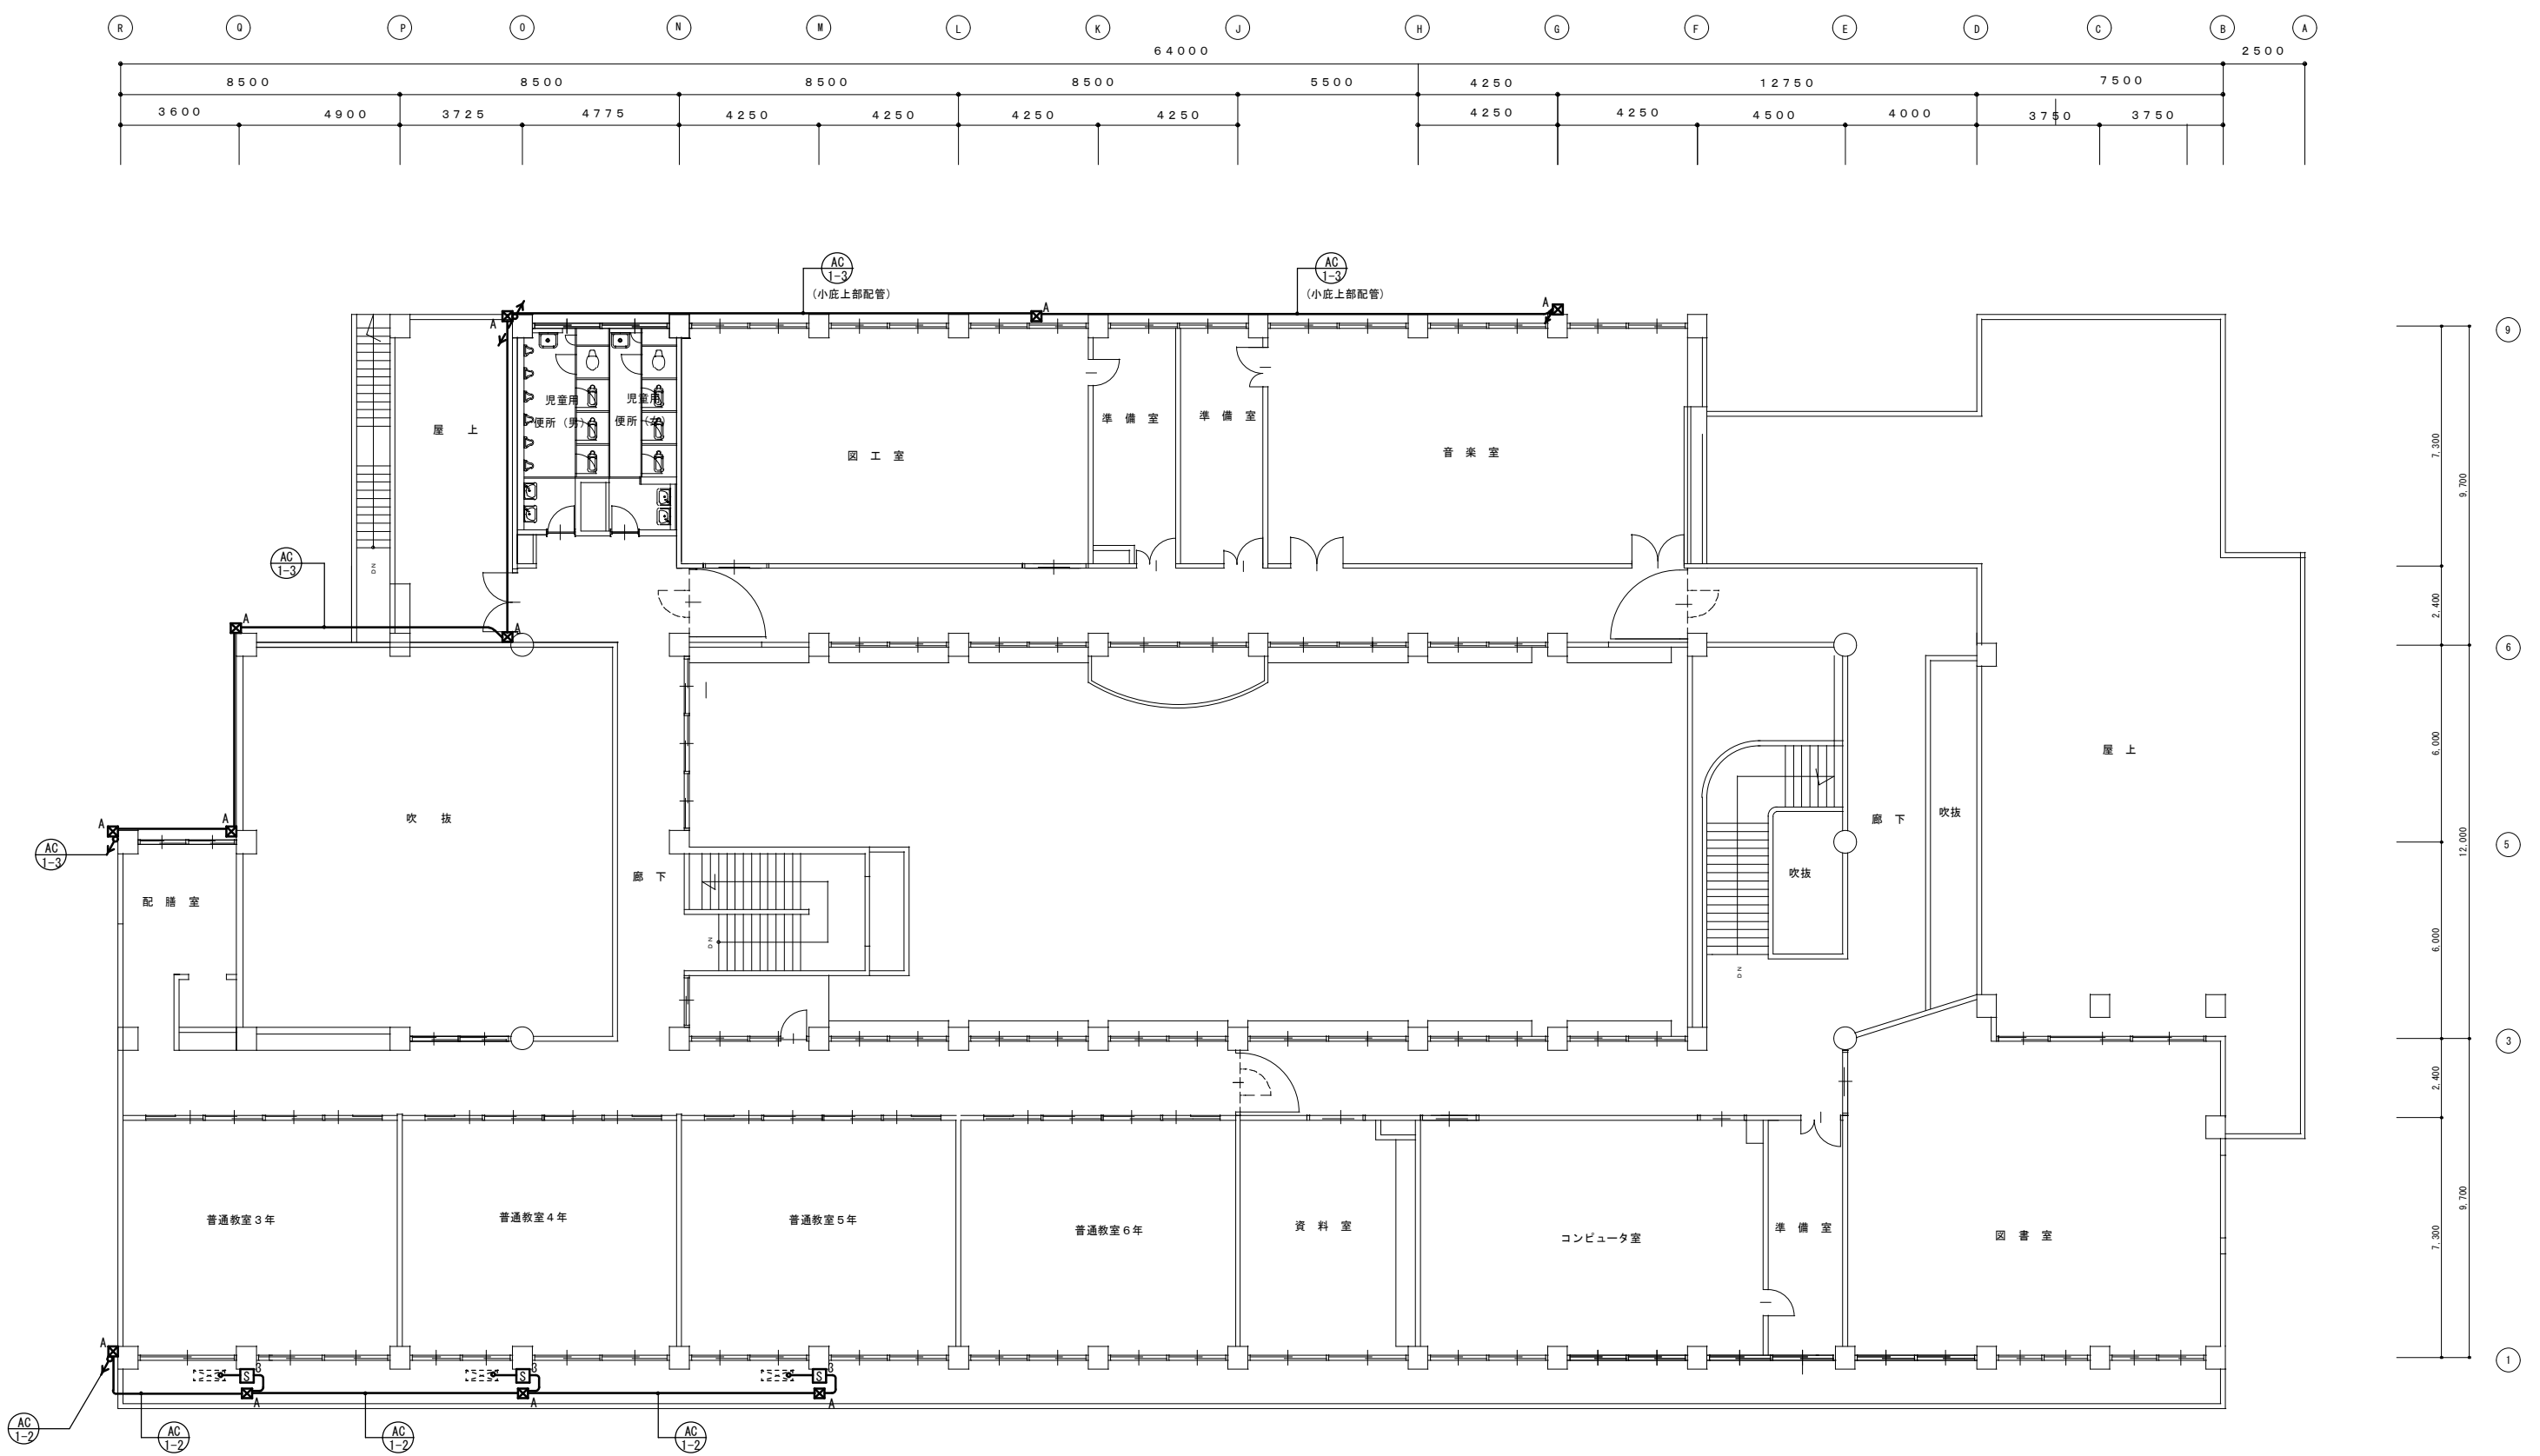 R Q P O N M L K J H G F E D C B A
64000 2500
8500 8500 8500 8500 5500 4250 12750 7500
3600 4900 3725 4775 4250 4250 4250 4250 4250 4250 4500 4000 3750 3750
AC
1-3
(小庇上部配管)
AC
1-3
(小庇上部配管)
A
A
A
9
児童用
便所 (男)
児童用
便所 (女)
屋 上
準 備 室
準 備 室
図 工 室
音 楽 室
7,300
9,700
AC
1-3
DN
2,400
A
A
6
屋 上
6,000
吹 抜
廊 下
吹抜
A
A
AC
1-3
5
12,000
配 膳 室
廊 下
吹抜
DN
DN
6,000
3
2,400
普通教室3年
普通教室4年
普通教室5年
普通教室6年
資 料 室
コンピュータ室
準 備 室
図 書 室
9,700
7,300
A
1
S 3
S 3
S 3
A
A
A
AC
1-2
AC
1-2
AC
1-2
AC
1-2